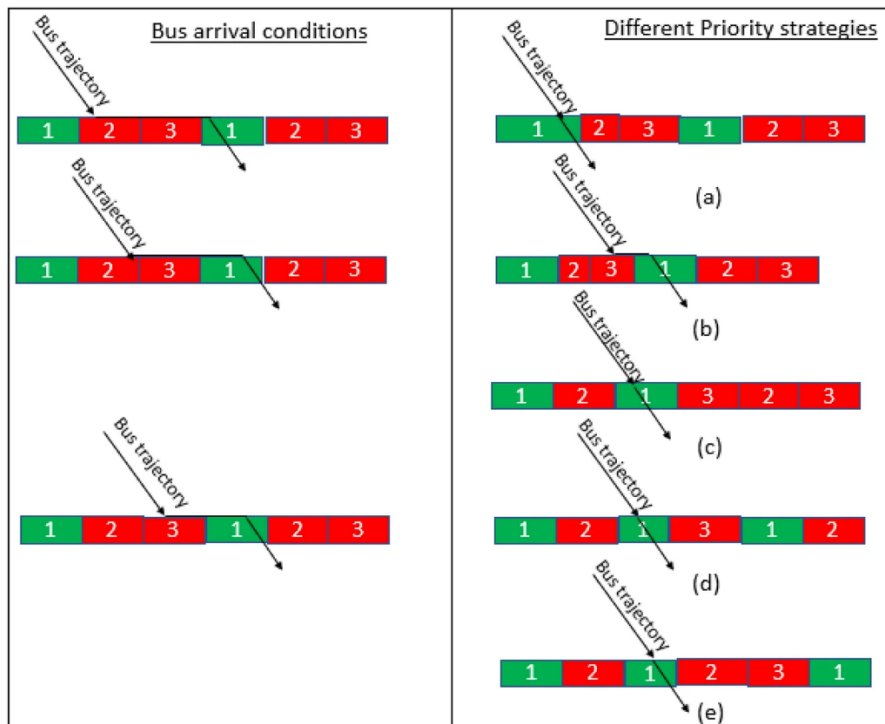 Bus arrival conditions
Bus trajectory
1 2 3 1 2 3
Bus trajectory
1 2 3 1 2 3
Bus trajectory
1 2 3 1 2 3
Different Priority strategies
Bus trajectory
1 2 3 1 2 3
(a)
Bus trajectory
1 2 3 1 2 3
(b)
Bus trajectory
1 2 1 3 2 3
(c)
Bus trajectory
1 2 1 3 1 2
(d)
Bus trajectory
1 2 1 2 3 1
(e)